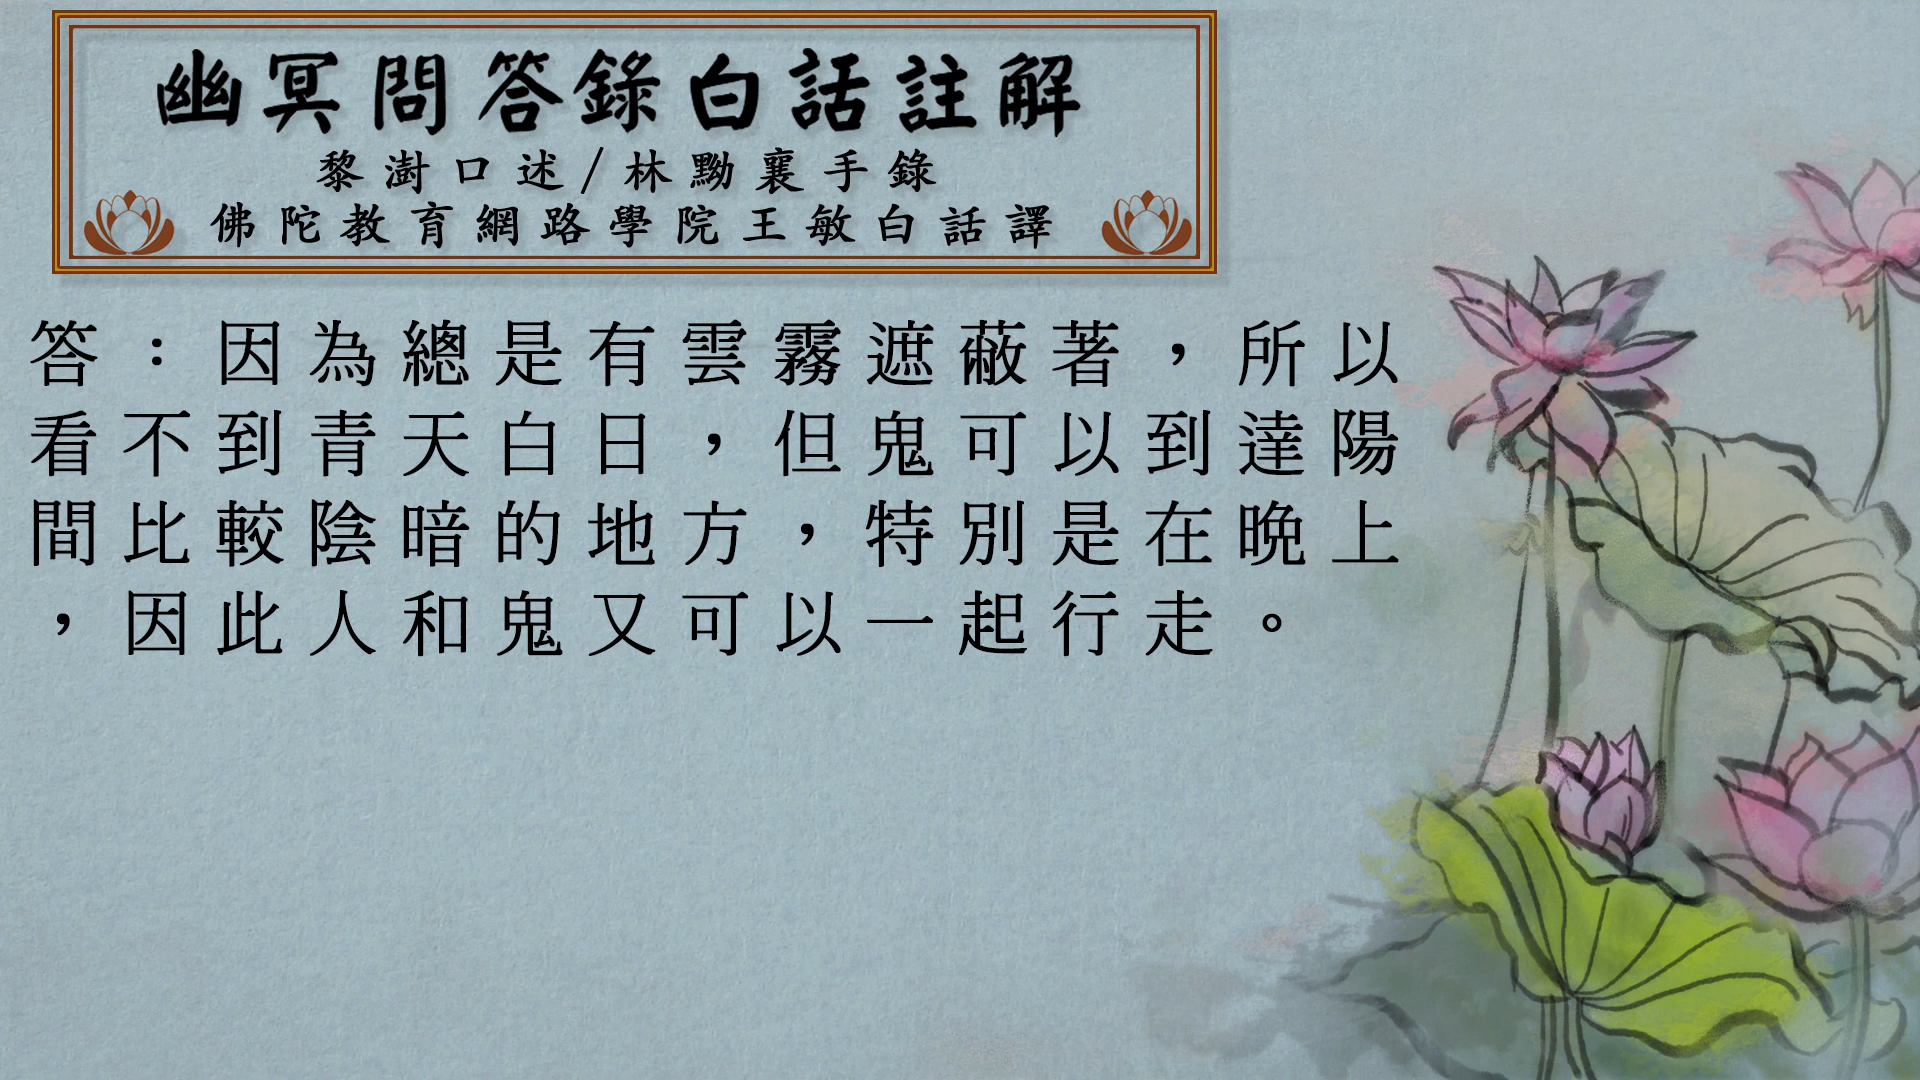 幽冥問答錄白話註解
黎澍口述/林黝襄手錄
佛陀教育網路學院王敏白話譯
答：因為總是有雲霧遮蔽著，所以
看不到青天白日，但鬼可以到達陽
間比較陰暗的地方，特別是在晚上
，因此人和鬼又可以一起行走。